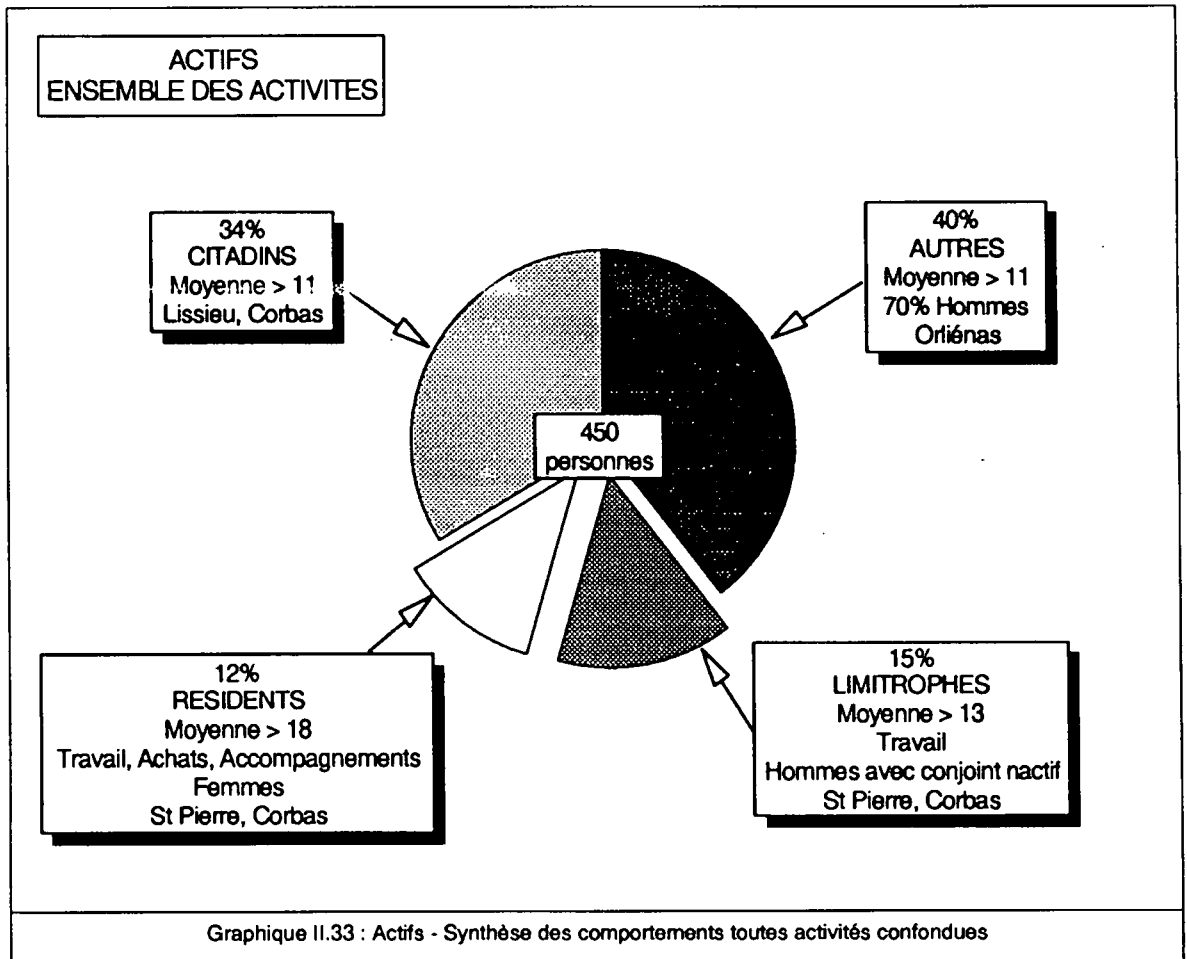 ACTIFS
ENSEMBLE DES ACTIVITES
34%
CITADINS
Moyenne > 11
Lissieu, Corbas
40%
AUTRES
Moyenne > 11
70% Hommes
Orliénas
450
personnes
12%
RESIDENTS
Moyenne > 18
Travail, Achats, Accompagnements
Femmes
St Pierre, Corbas
15%
LIMITROPHES
Moyenne > 13
Travail
Hommes avec conjoint nactif
St Pierre, Corbas
Graphique II.33 : Actifs - Synthèse des comportements toutes activités confondues